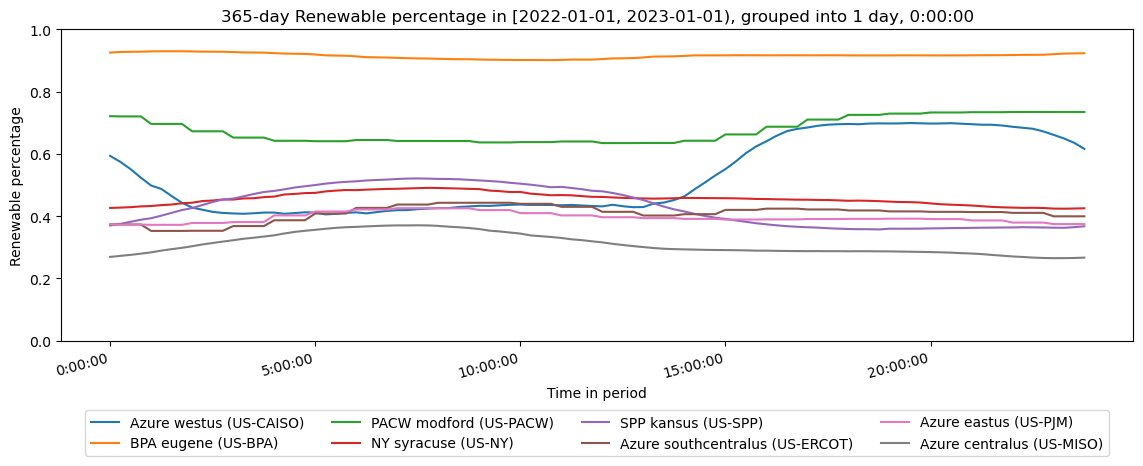 365-day Renewable percentage in [2022-01-01, 2023-01-01), grouped into 1 day, 0:00:00
Renewable percentage
1.0
0.8
0.6
0.4
0.2
0.0
0:00:00 5:00:00 10:00:00 15:00:00 20:00:00
Time in period
Azure westus (US-CAISO) PACW modford (US-PACW) SPP kansus (US-SPP) Azure eastus (US-PJM)
BPA eugene (US-BPA) NY syracuse (US-NY) Azure southcentralus (US-ERCOT) Azure centralus (US-MISO)